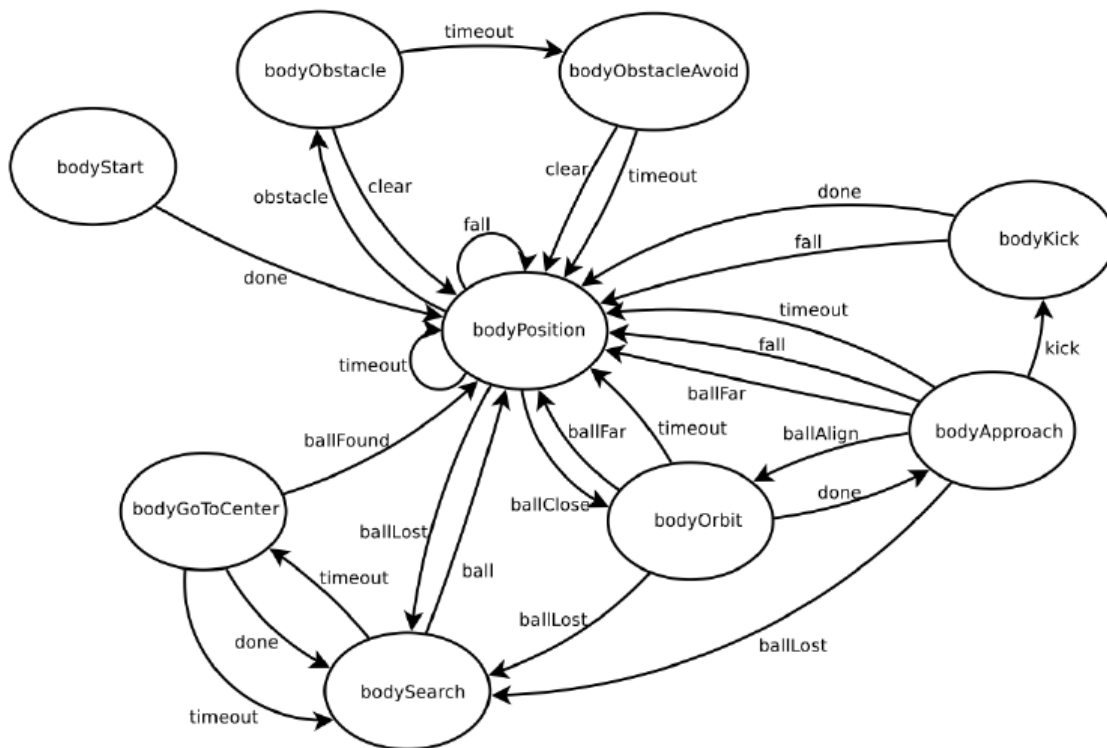 timeout
bodyObstacle
bodyObstacleAvoid
bodyStart
clear
obstacle
clear
timeout
done
fall
bodyKick
fall
done
timeout
bodyPosition
fall
kick
timeout
ballFar
ballAlign
bodyApproach
ballFound
ballFar
timeout
done
bodyGoToCenter
ballClose
bodyOrbit
ballLost
ball
timeout
ballLost
done
ballLost
bodySearch
timeout